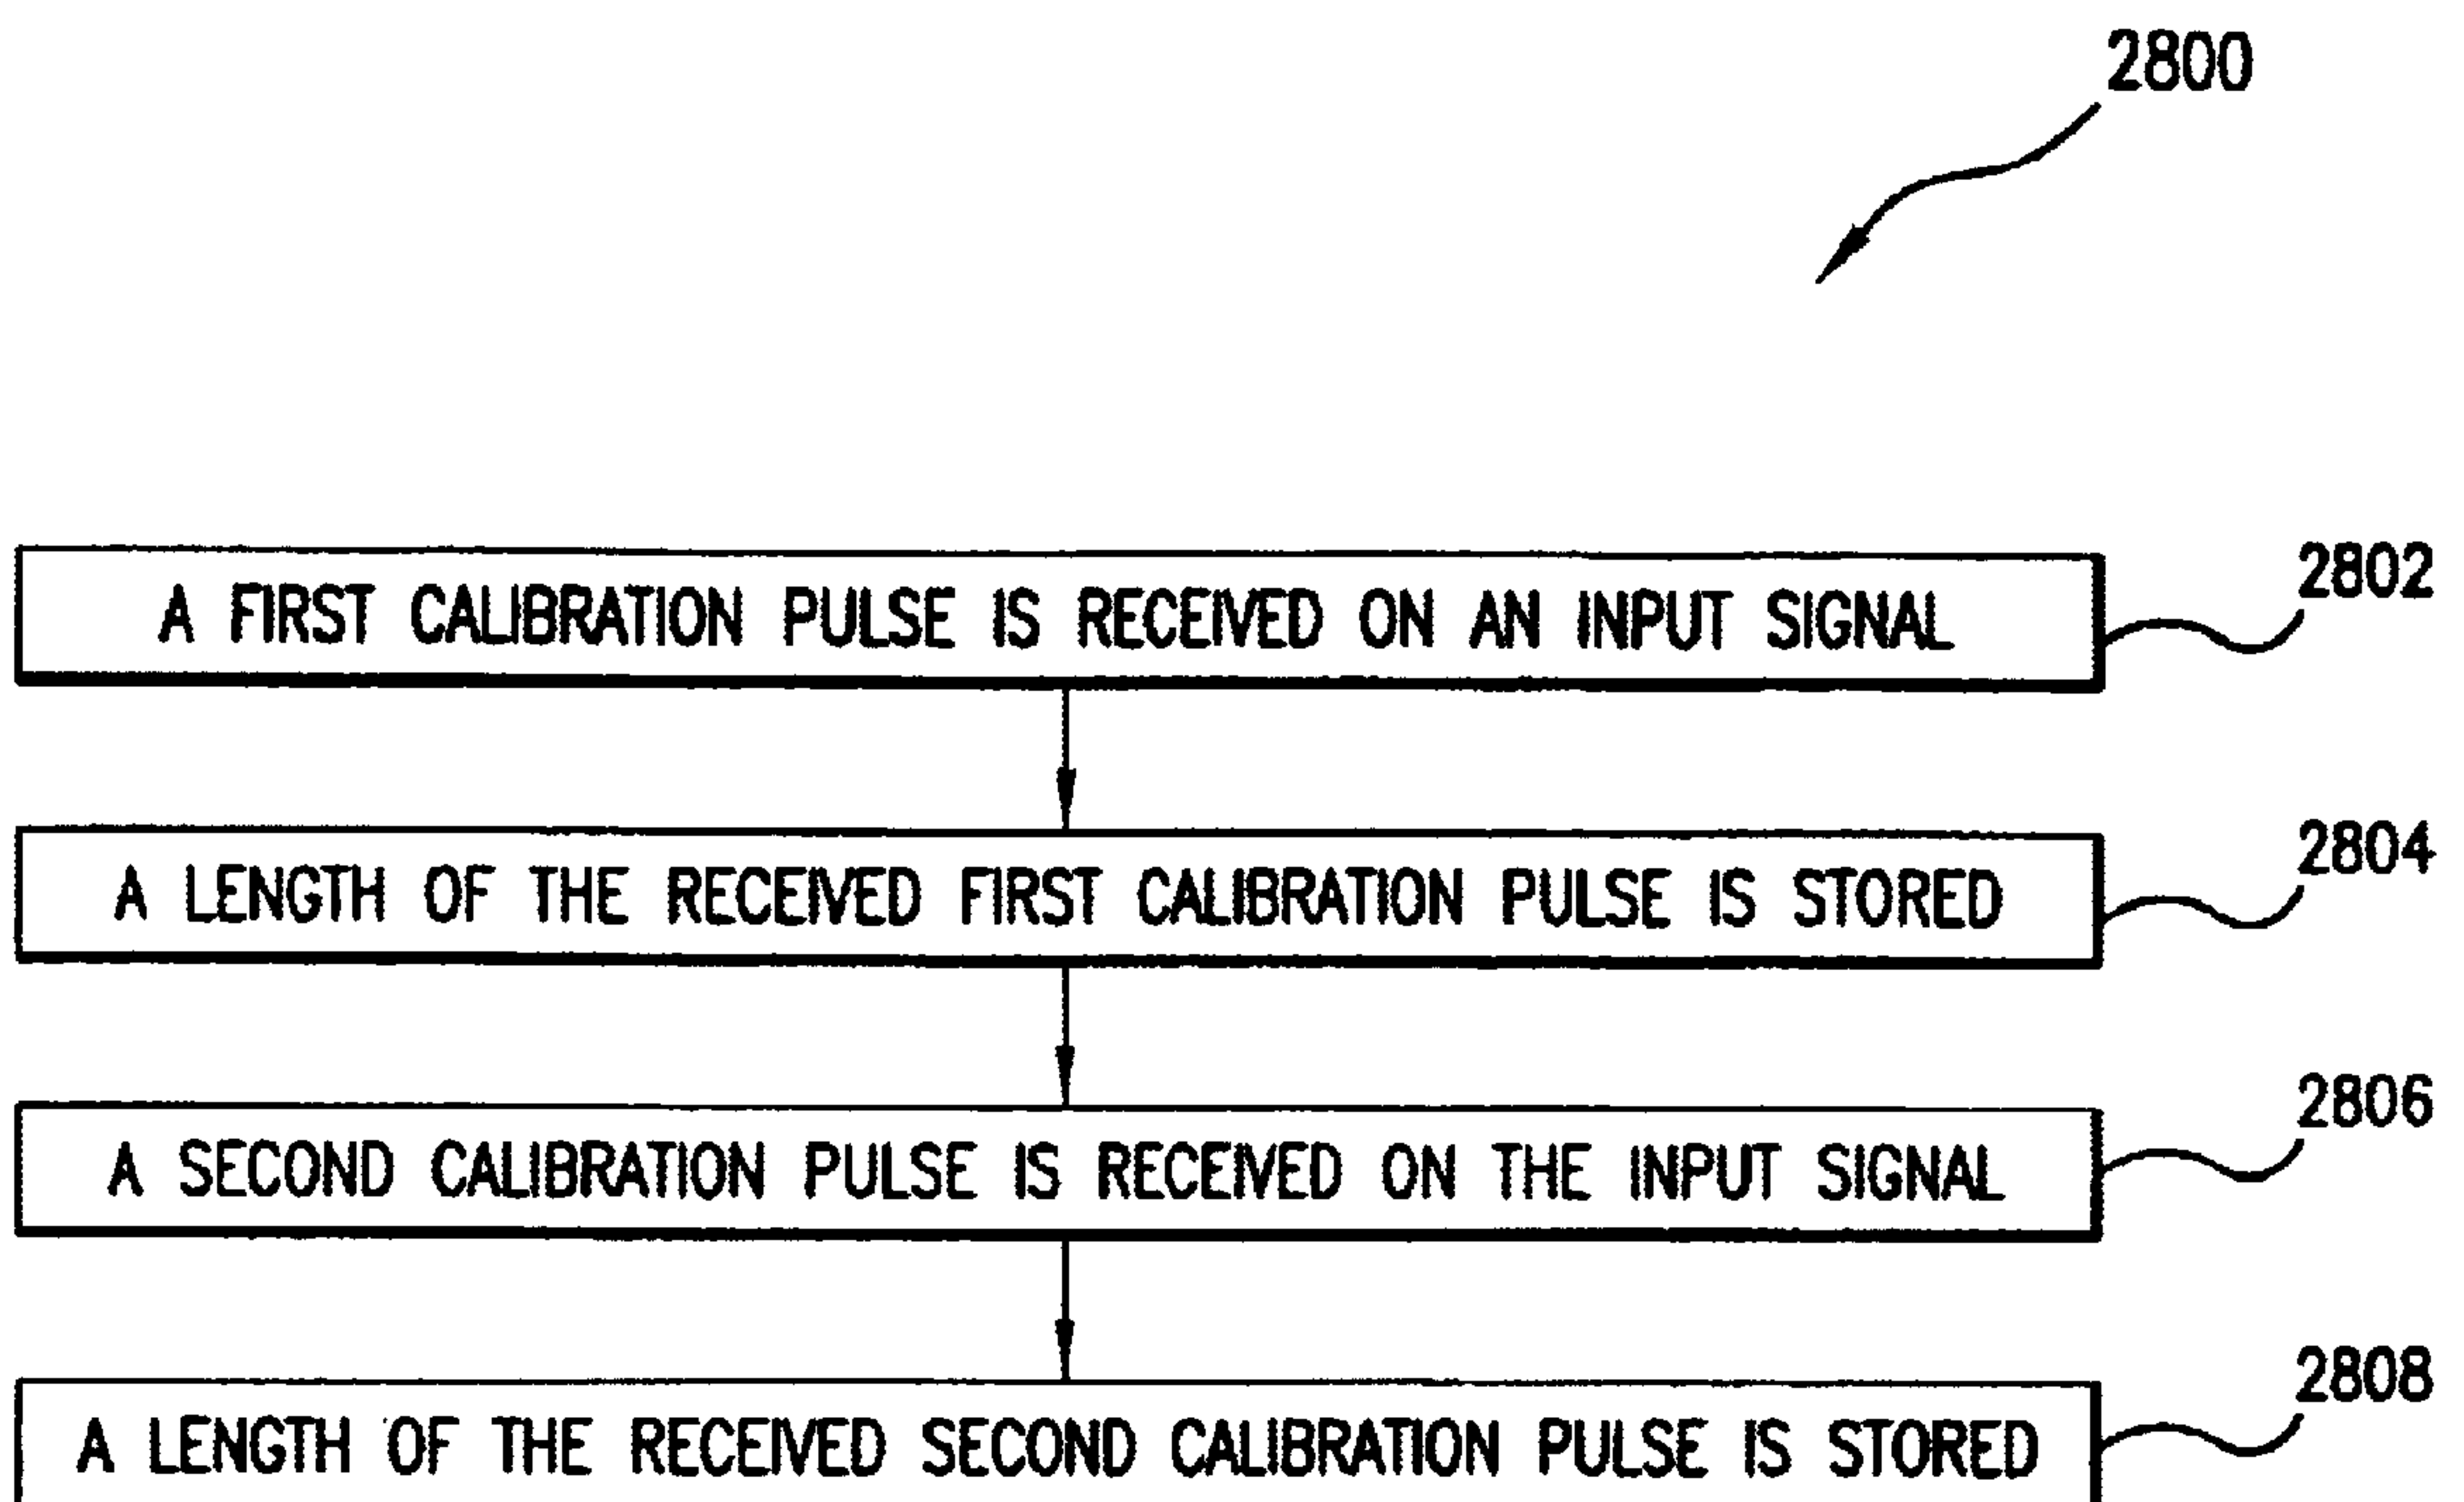 2800
A FIRST CALIBRATION PULSE IS RECEIVED ON AN INPUT SIGNAL
2802
A LENGTH OF THE RECEIVED FIRST CALIBRATION PULSE IS STORED
2804
A SECOND CALIBRATION PULSE IS RECEIVED ON THE INPUT SIGNAL
2806
A LENGTH OF THE RECEIVED SECOND CALIBRATION PULSE IS STORED
2808